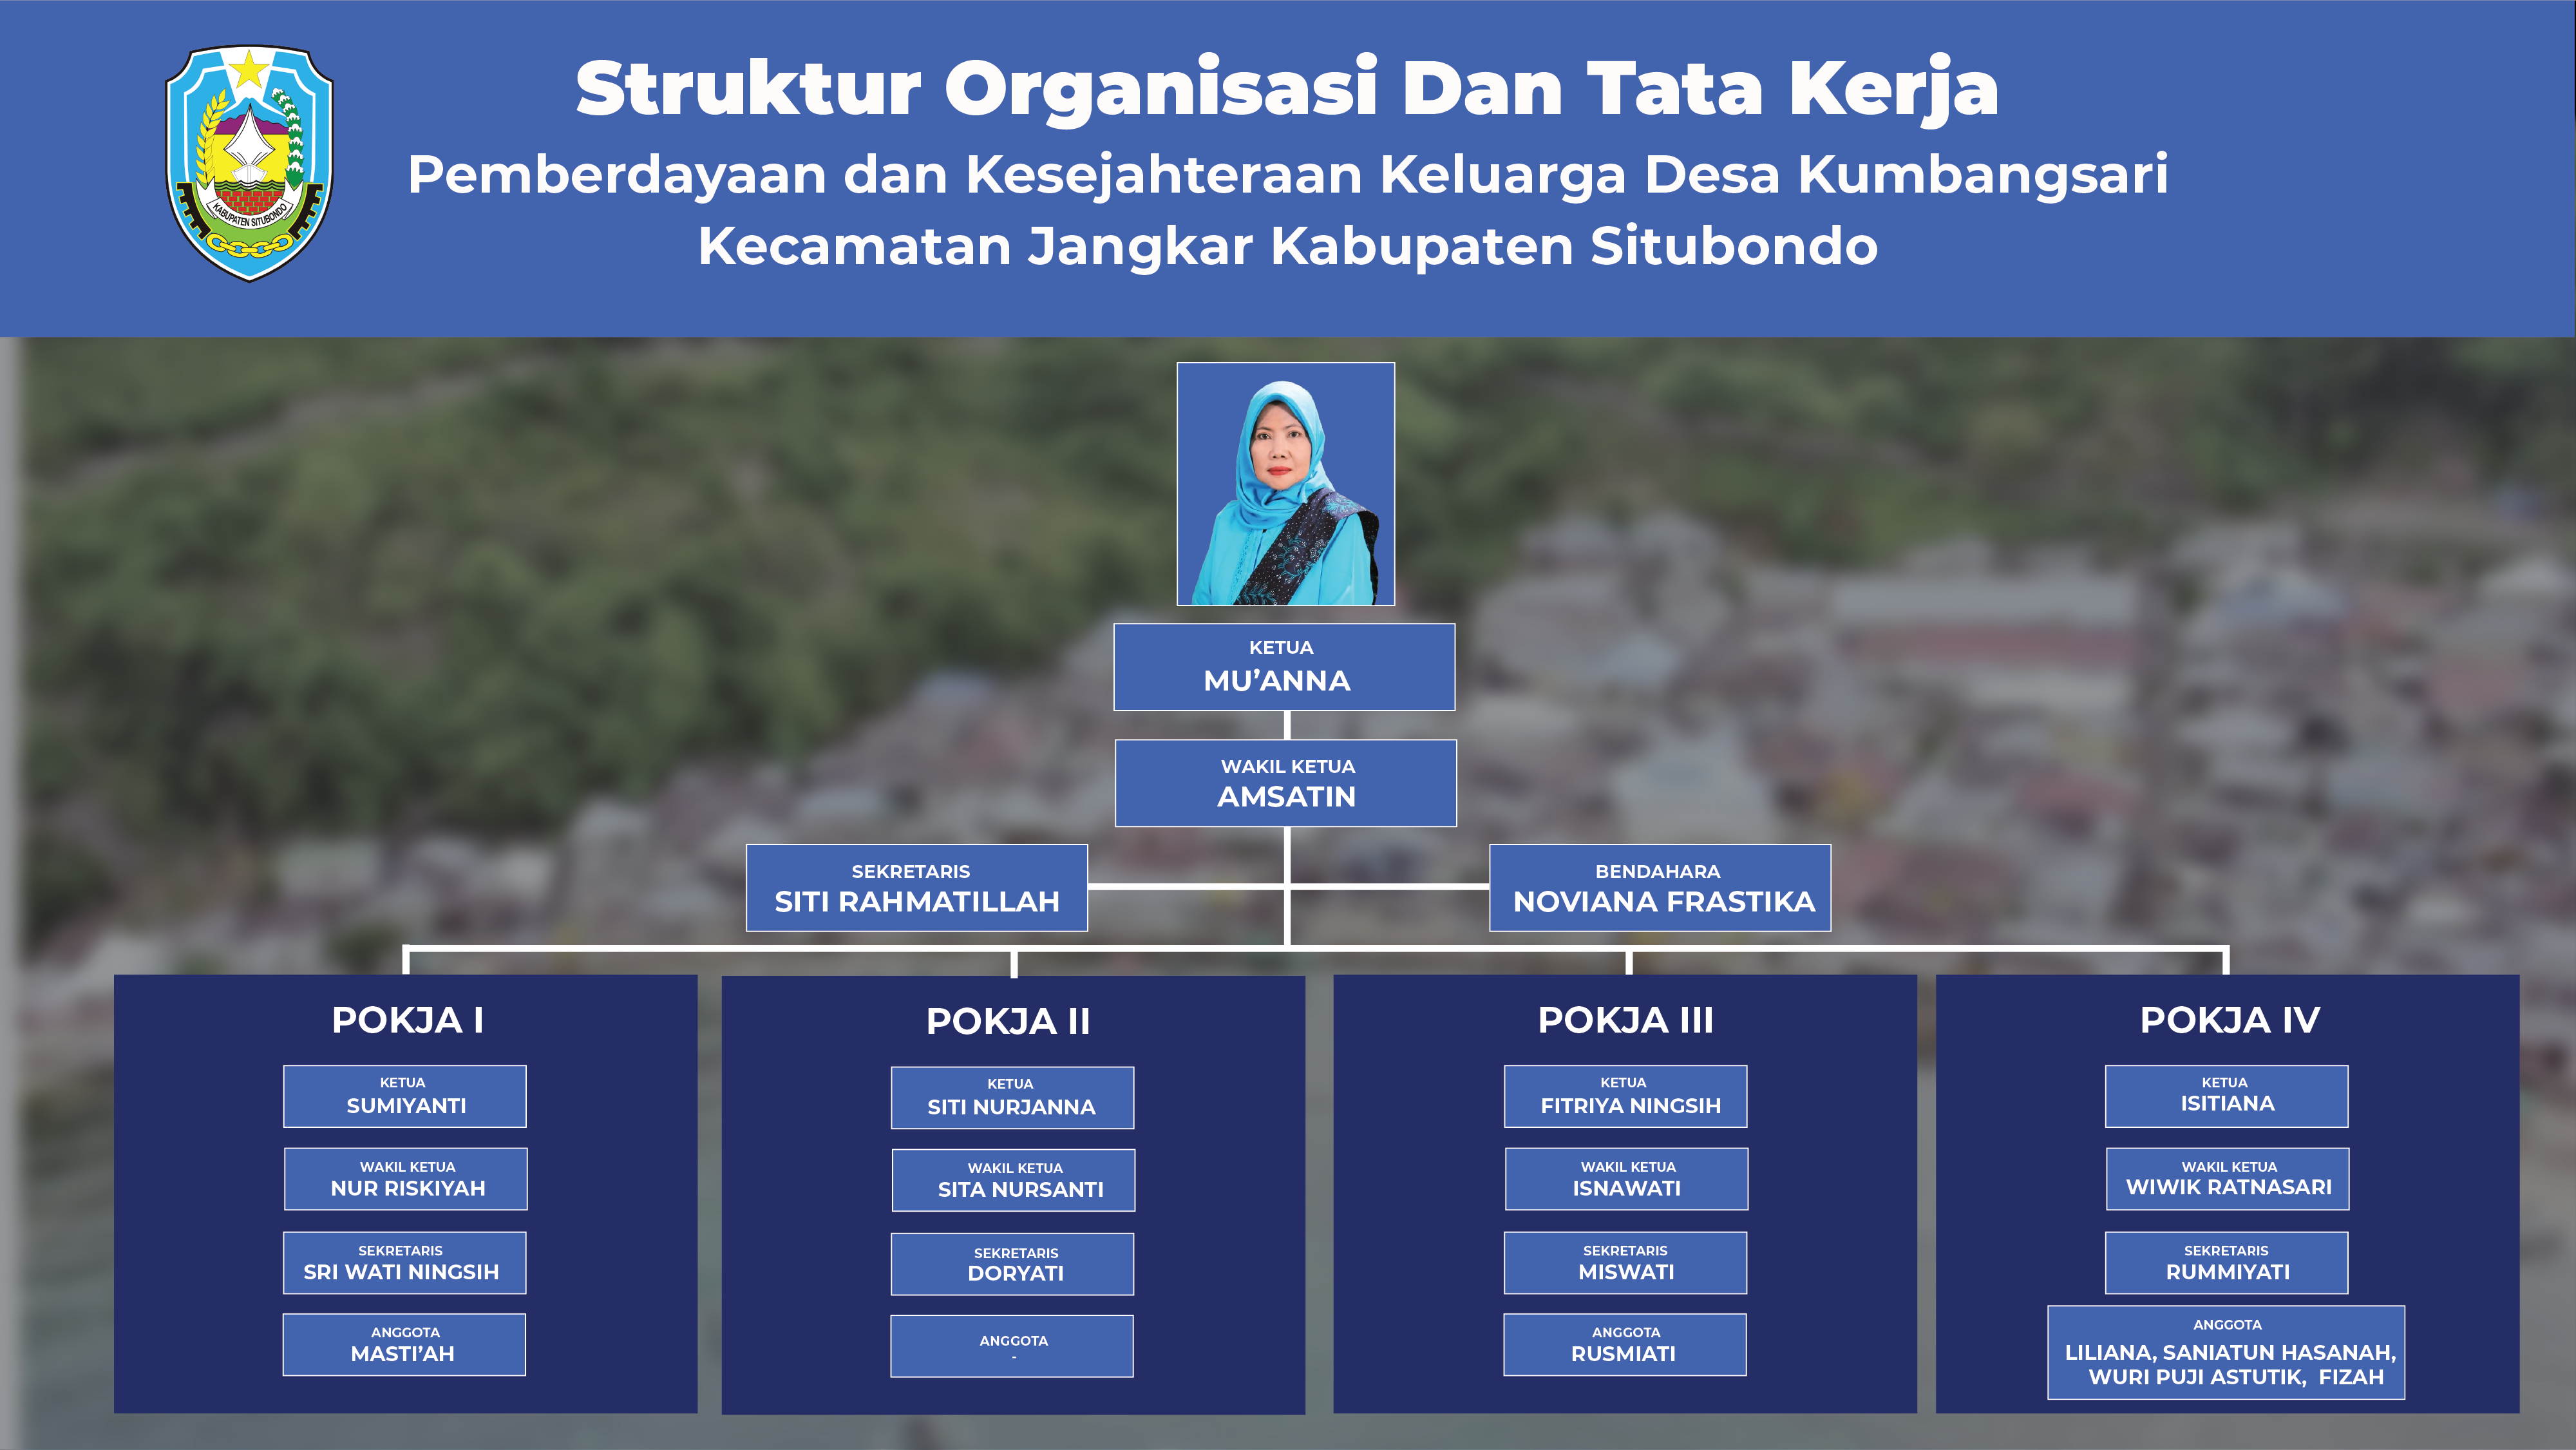 Struktur Organisasi Dan Tata Kerja
Pemberdayaan dan Kesejahteraan Keluarga Desa Kumbangsari
Kecamatan Jangkar Kabupaten Situbondo
KABUPATEN SITUBONDO
KETUA
MU’ANNA
WAKIL KETUA
AMSATIN
SEKRETARIS
SITI RAHMATILLAH
BENDAHARA
NOVIANA FRASTIKA
POKJA I
KETUA
SUMIYANTI
WAKIL KETUA
NUR RISKIYAH
SEKRETARIS
SRI WATI NINGSIH
ANGGOTA
MASTI’AH
POKJA II
KETUA
SITI NURJANNA
WAKIL KETUA
SITA NURSANTI
SEKRETARIS
DORYATI
ANGGOTA
-
POKJA III
KETUA
FITRIYA NINGSIH
WAKIL KETUA
ISNAWATI
SEKRETARIS
MISWATI
ANGGOTA
RUSMIATI
POKJA IV
KETUA
ISITIANA
WAKIL KETUA
WIWIK RATNASARI
SEKRETARIS
RUMMIYATI
ANGGOTA
LILIANA, SANIATUN HASANAH,
WURI PUJI ASTUTIK, FIZAH